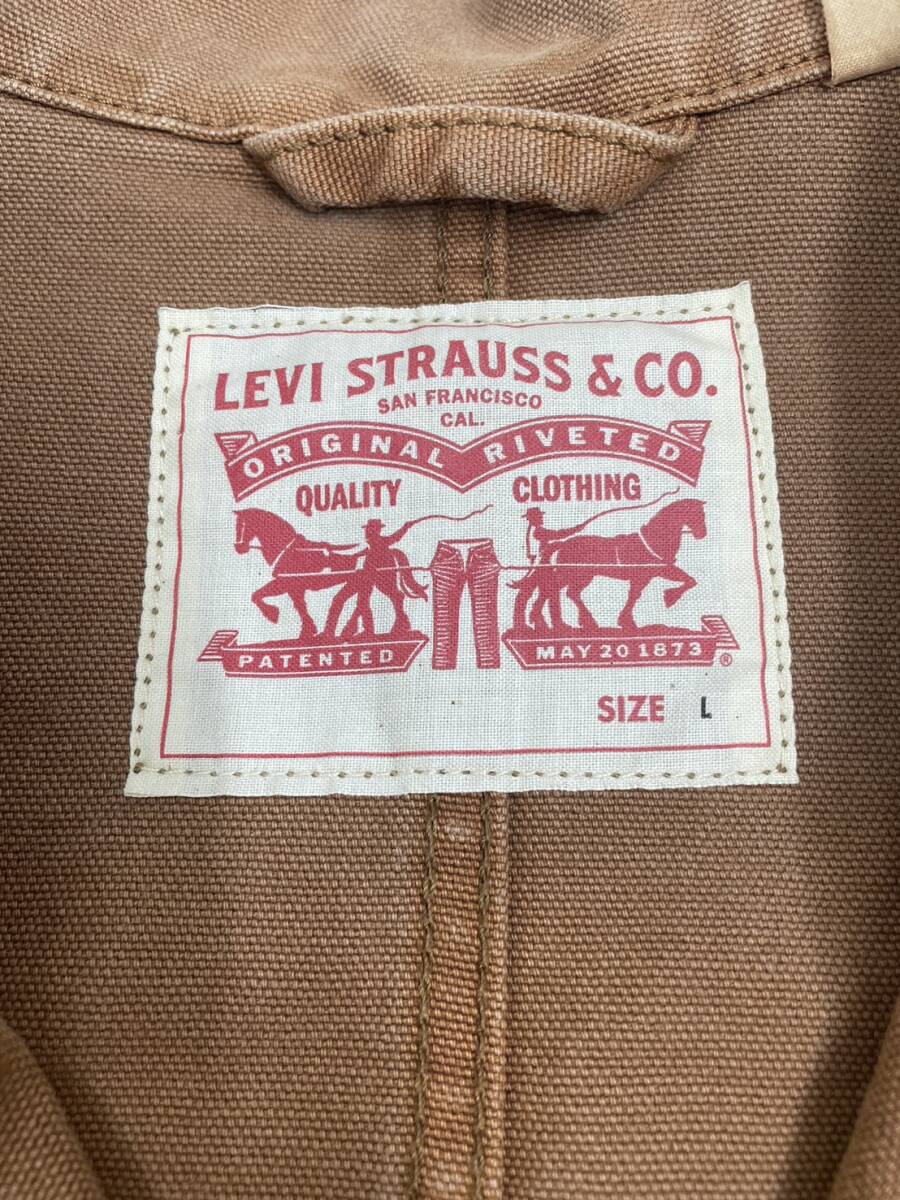 LEVI STRAUSS & CO.
SAN FRANCISCO
CAL.
ORIGINAL RIVETED
QUALITY CLOTHING
PATENTED MAY 20 1873 ®
SIZE L